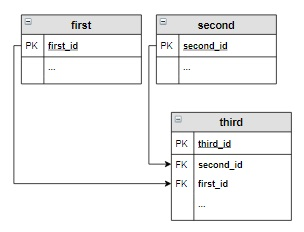 first
PK first_id
...
second
PK second_id
...
third
PK third_id
FK second_id
FK first_id
...